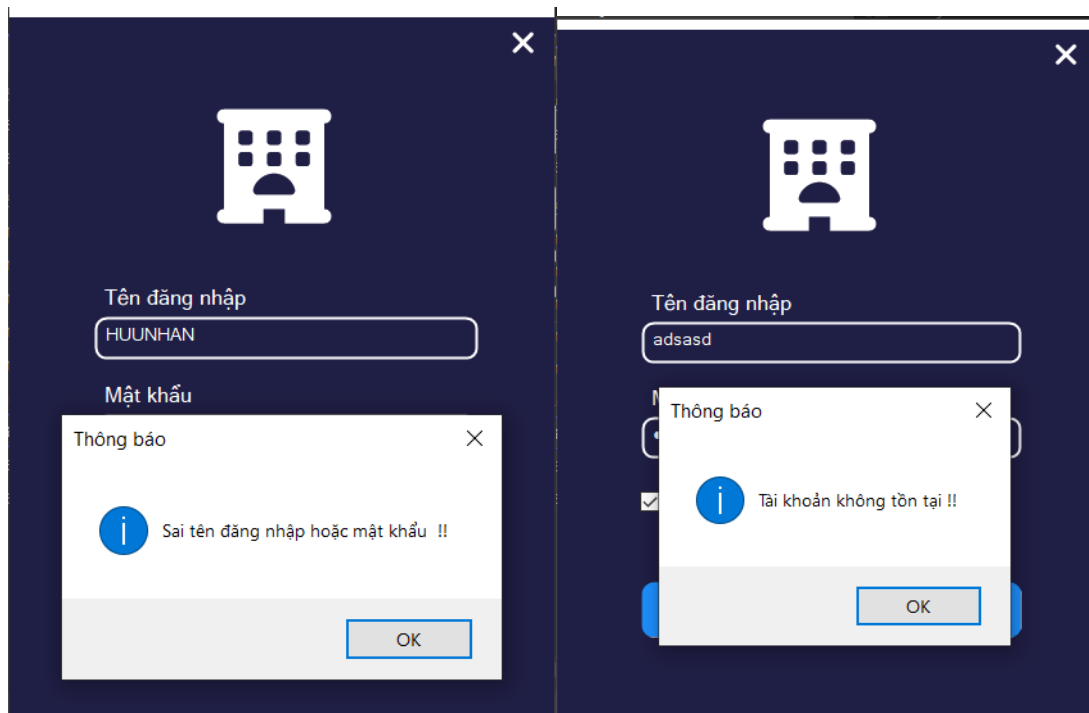 Tên đăng nhập
HUUNHAN
Mật khẩu
Thông báo
Sai tên đăng nhập hoặc mật khẩu !!
OK
Tên đăng nhập
adsasd
Thông báo
Tài khoản không tồn tại !!
OK